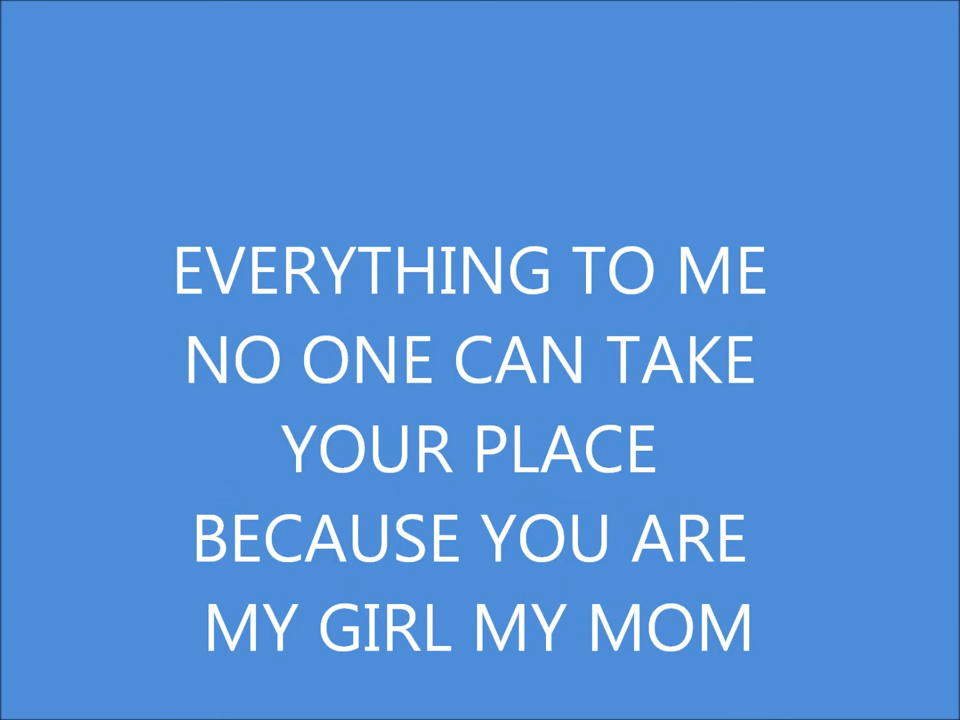 EVERYTHING TO ME
NO ONE CAN TAKE
YOUR PLACE
BECAUSE YOU ARE
MY GIRL MY MOM